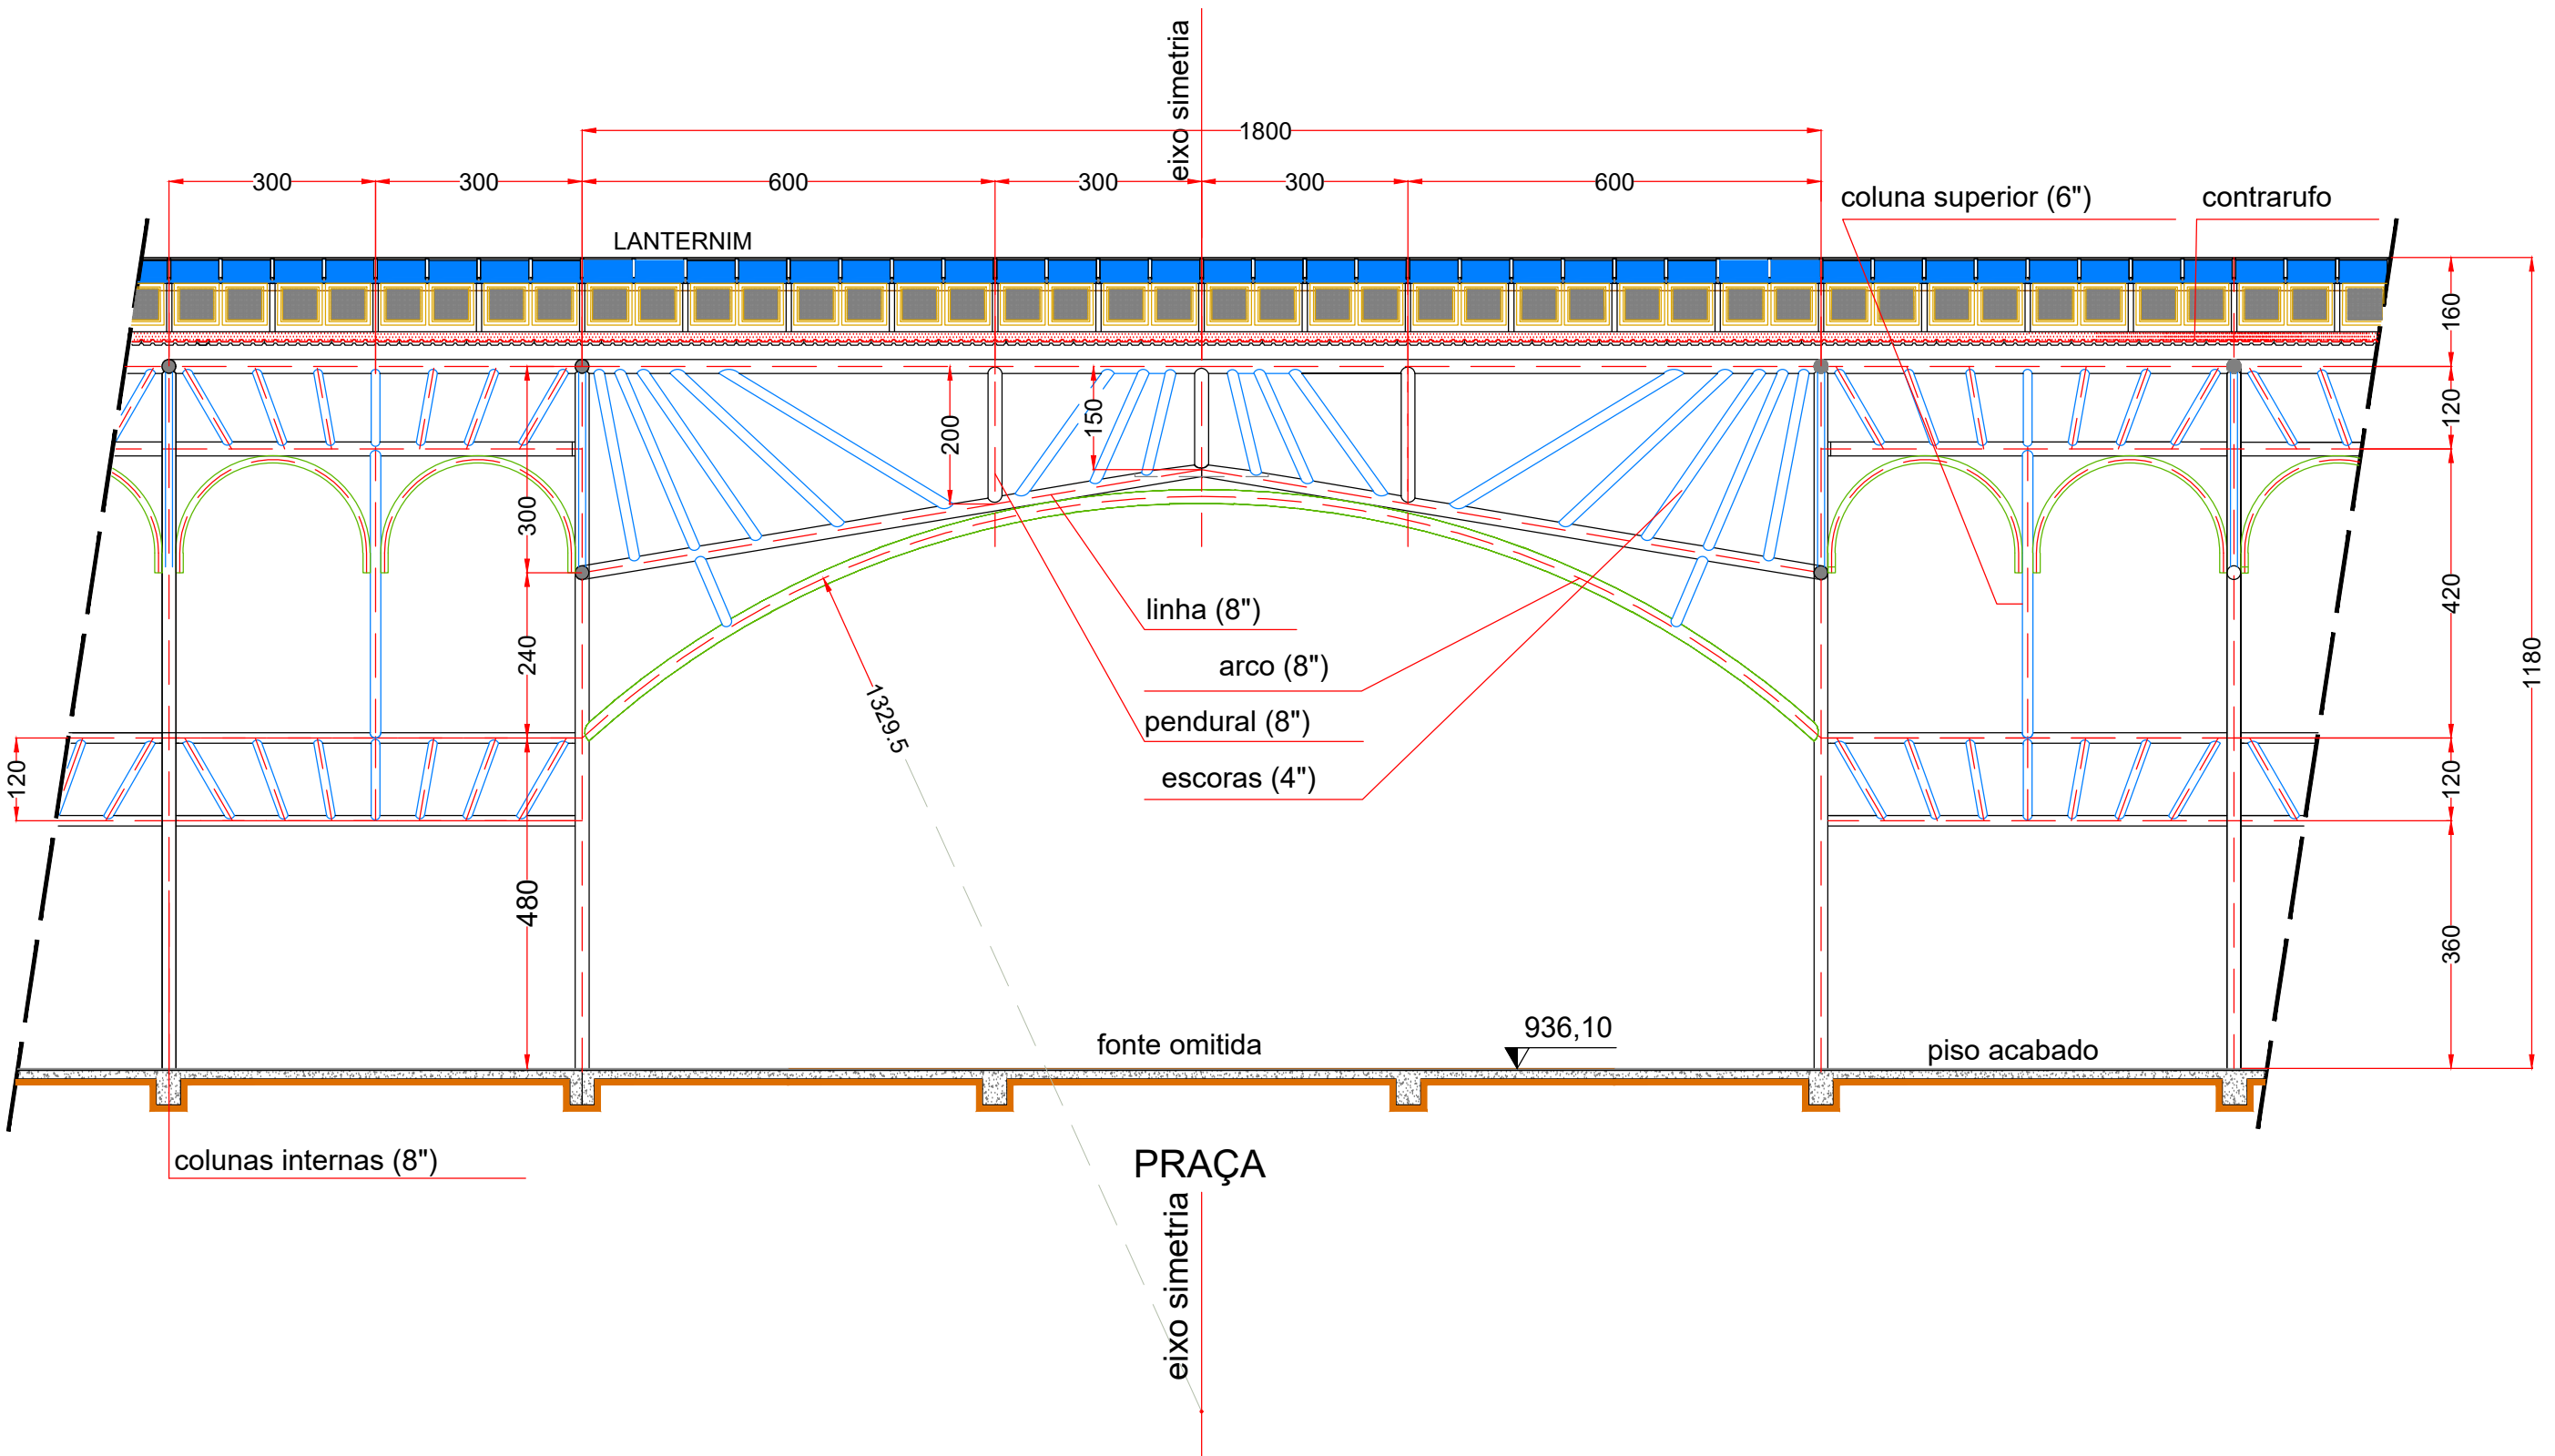 eixo simetria
1800
300
300
600
300
300
600
coluna superior (6")
contrarufo
LANTERNIM
160
120
420
120
360
1180
200
150
300
240
480
120
1329.5
linha (8")
arco (8")
pendural (8")
escoras (4")
fonte omitida
936,10
piso acabado
colunas internas (8")
PRAÇA
eixo simetria